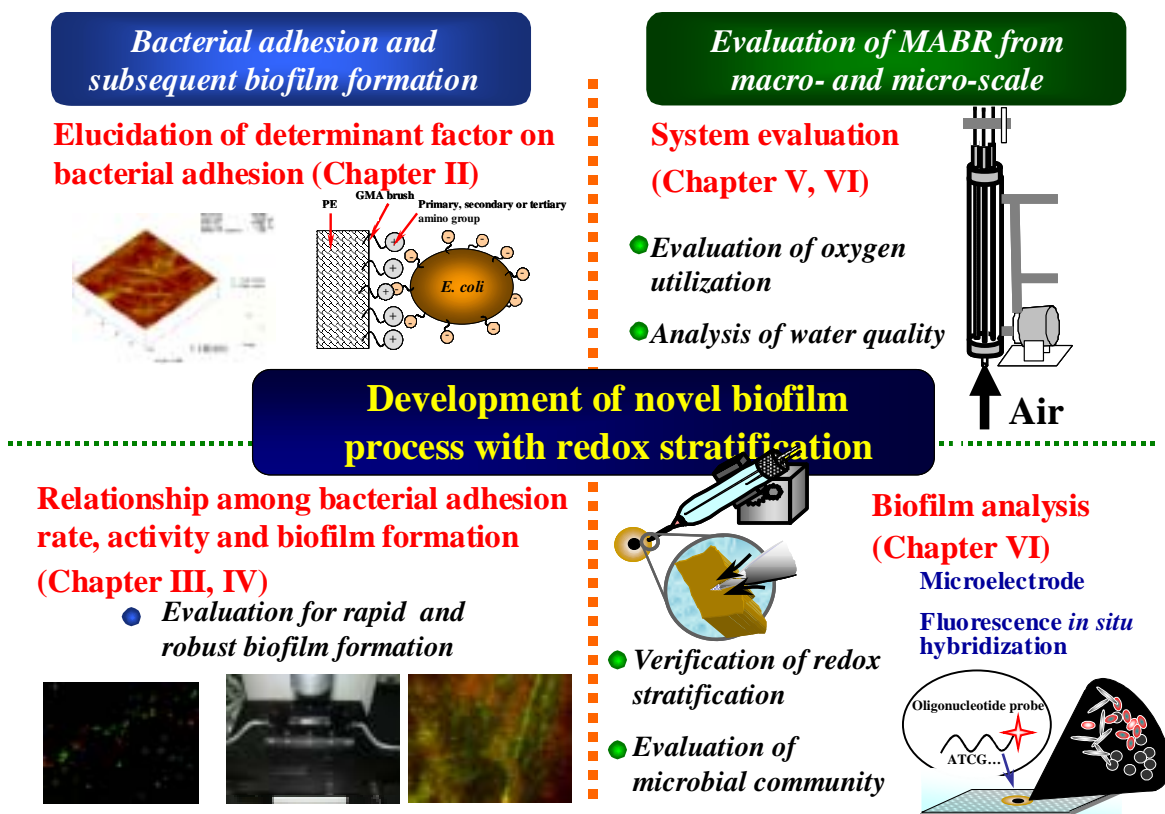 Bacterial adhesion and
subsequent biofilm formation
Evaluation of MABR from
macro- and micro-scale
Elucidation of determinant factor on
bacterial adhesion (Chapter II)
PE
GMA brush
Primary, secondary or tertiary
amino group
+
+
+
+
+
-
-
-
-
-
-
-
-
-
-
-
E. coli
System evaluation
(Chapter V, VI)
Evaluation of oxygen
utilization
Analysis of water quality
Air
Development of novel biofilm
process with redox stratification
Relationship among bacterial adhesion
rate, activity and biofilm formation
(Chapter III, IV)
Evaluation for rapid and
robust biofilm formation
Biofilm analysis
(Chapter VI)
Microelectrode
Fluorescence in situ
hybridization
Verification of redox
stratification
Evaluation of
microbial community
Oligonucleotide probe
ATCG…